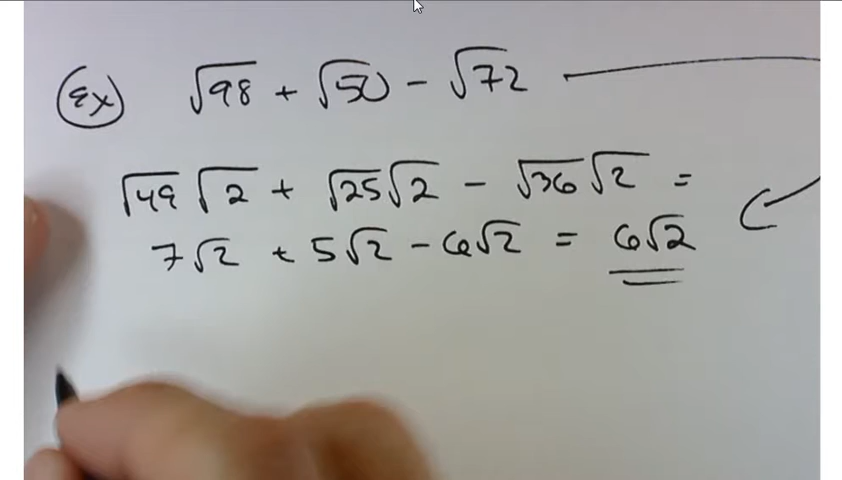 Ex √98 + √50 - √72
√49 √2 + √25 √2 - √36 √2 =
7√2 + 5√2 - 6√2 = 6√2